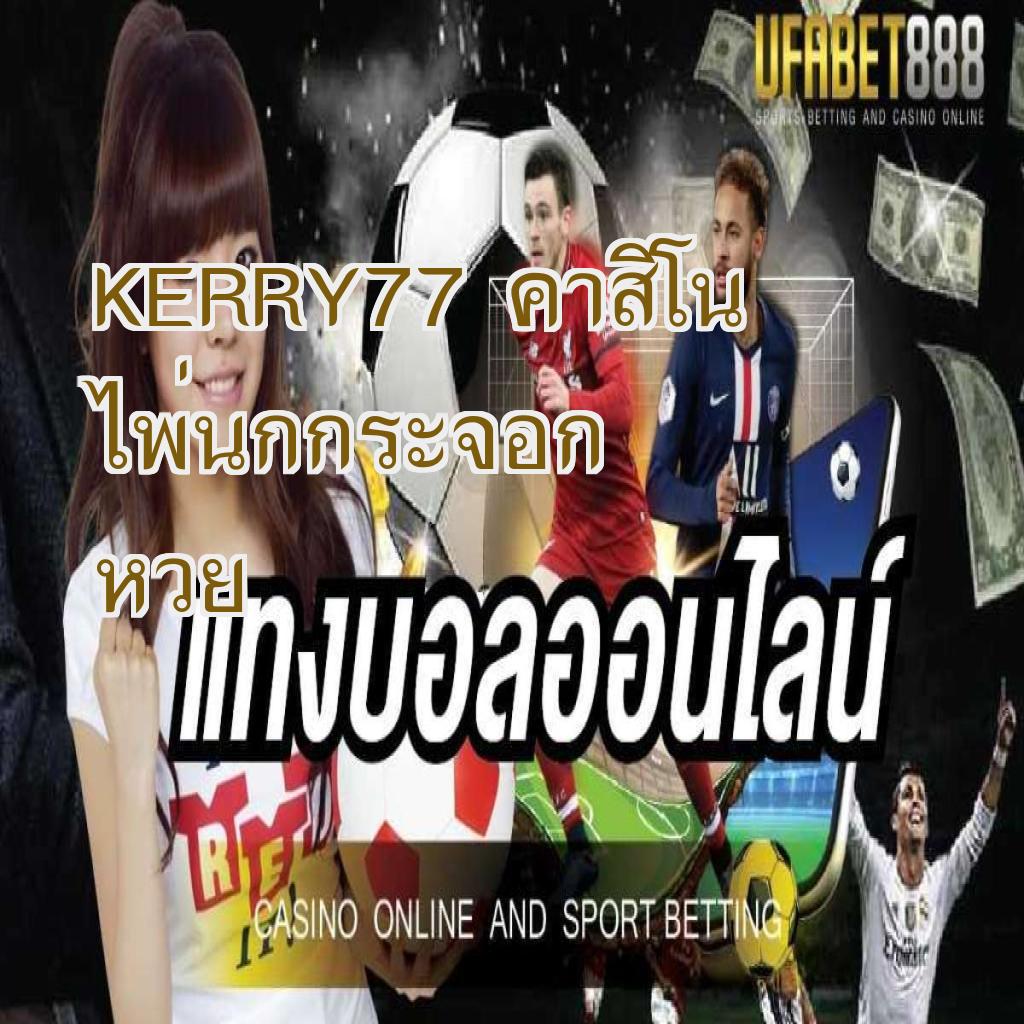 UFABET888
SPORTS BETTING AND CASINO ONLINE
KERRY77 คาสิโน
ไพ่นกกระจอก
หวย
แทงบอลออนไลน์
CASINO ONLINE AND SPORT BETTING